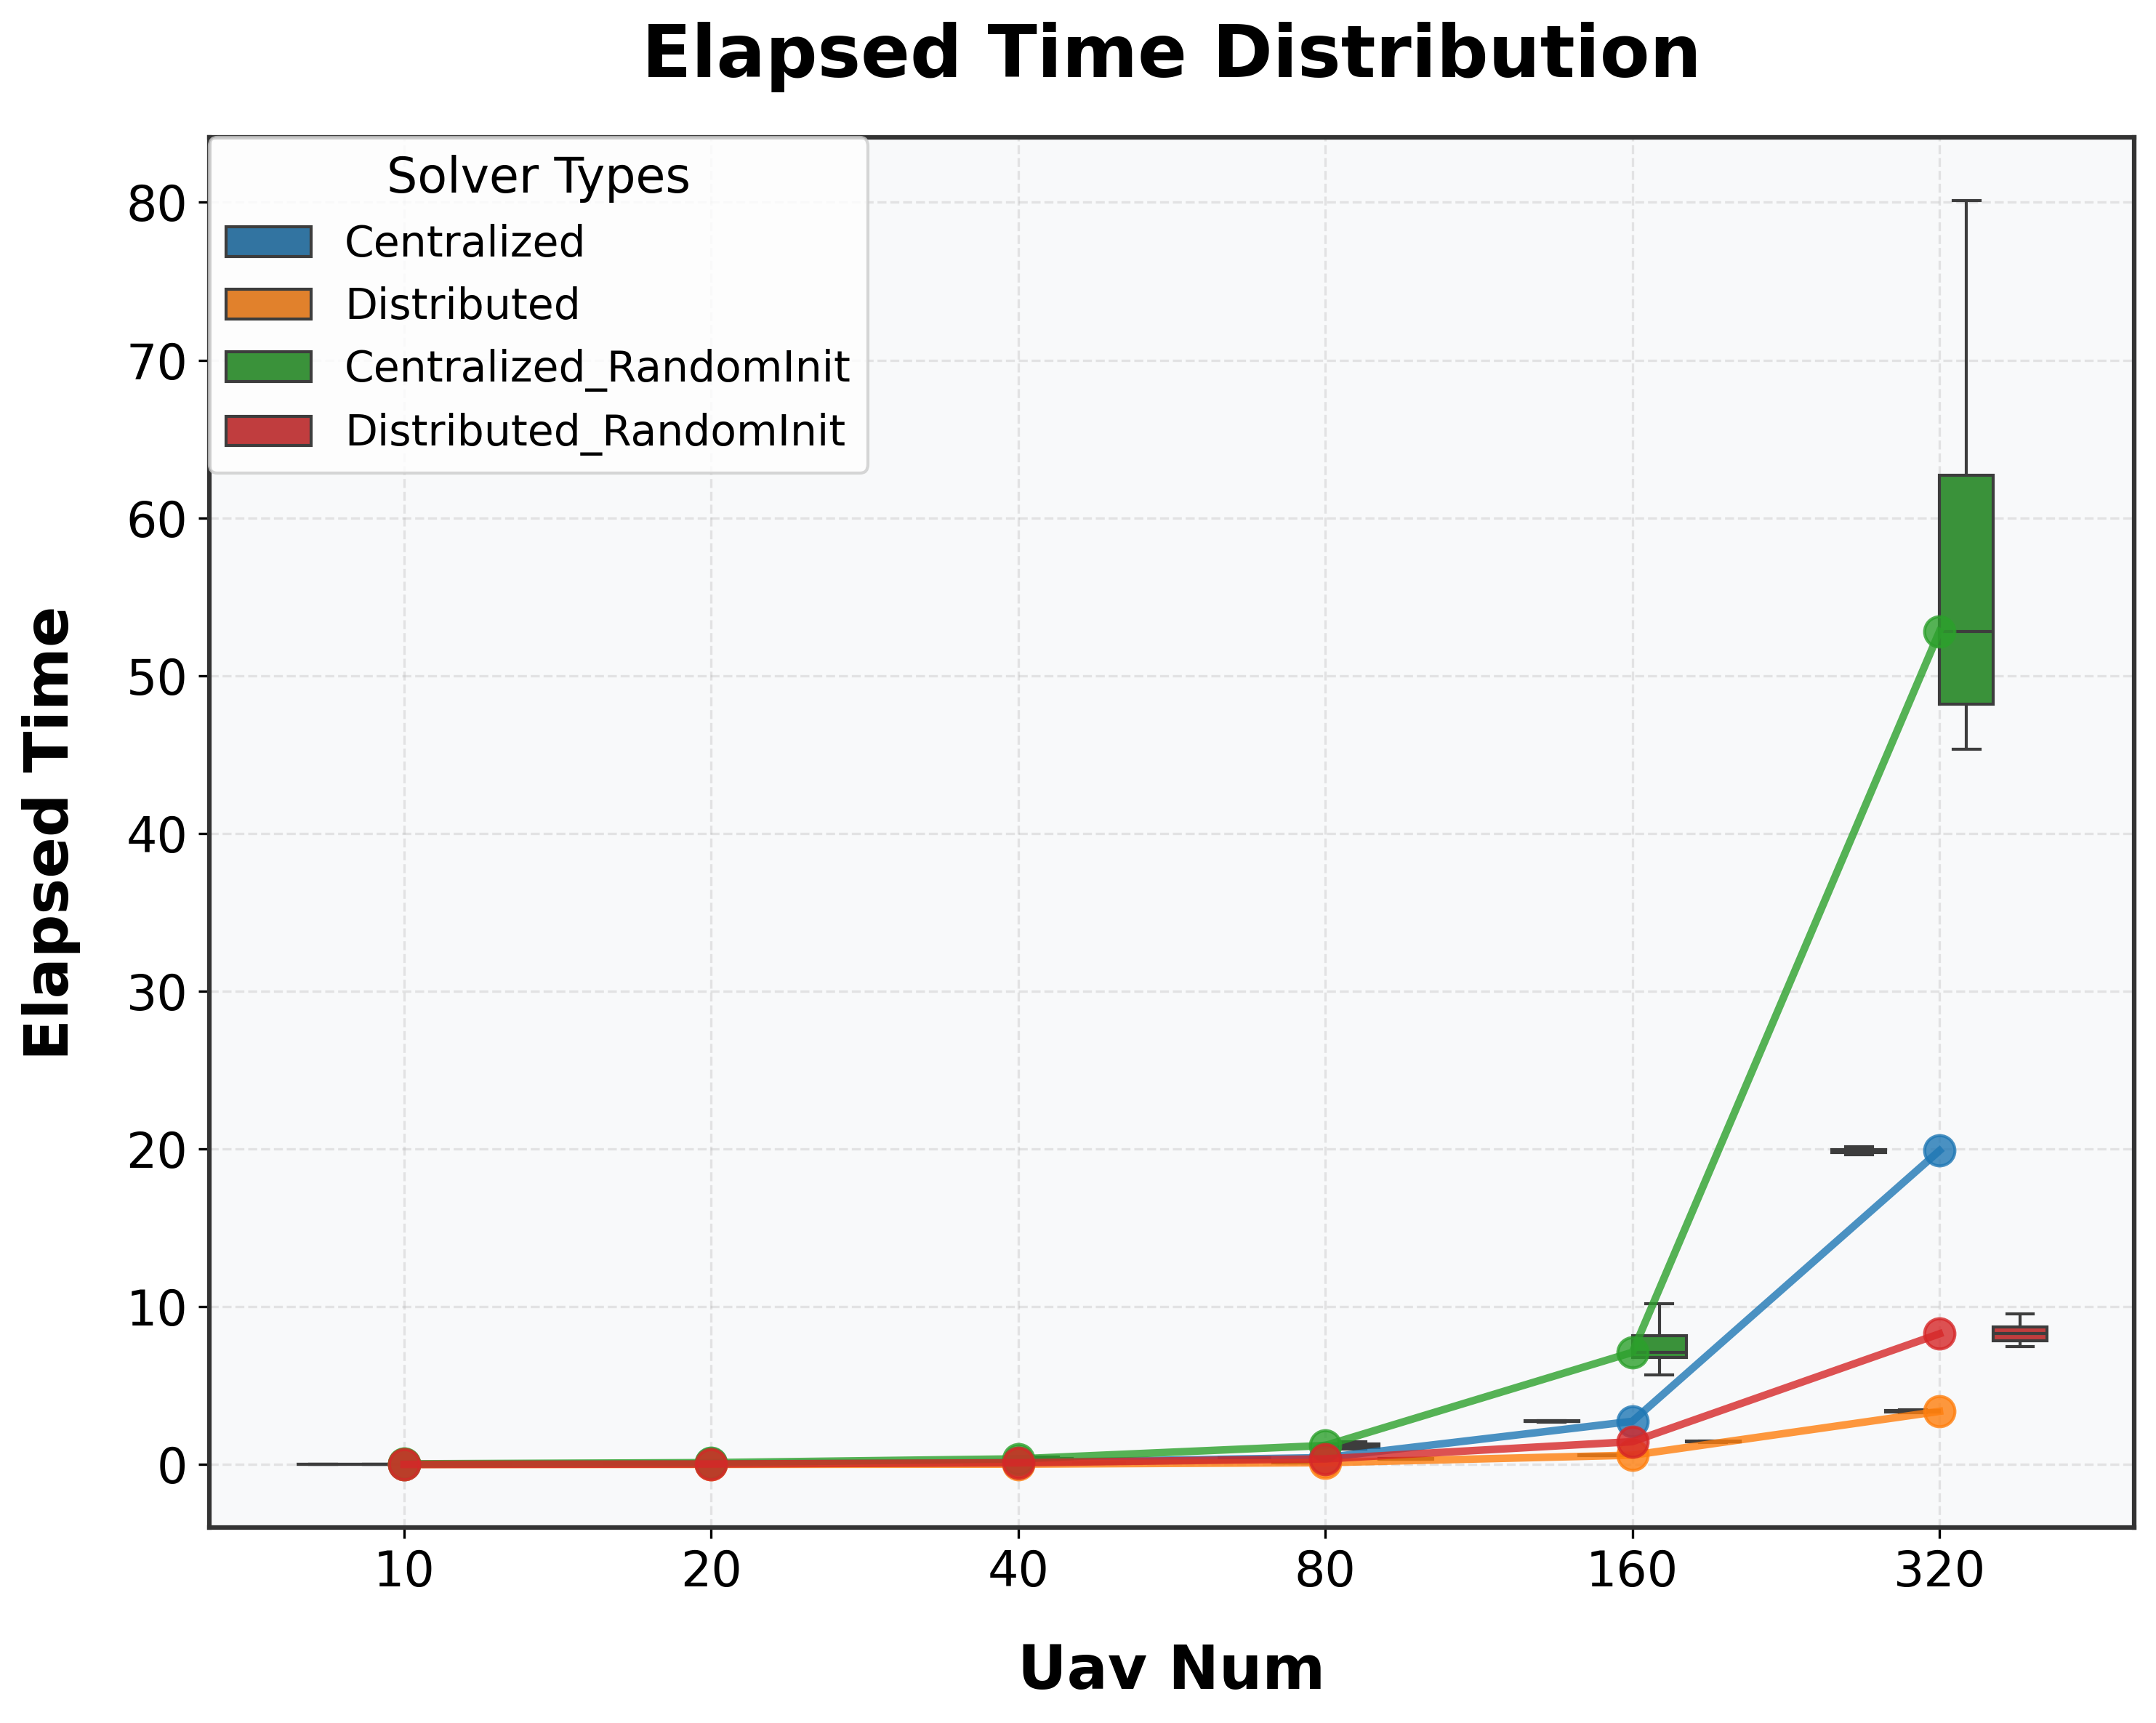 Elapsed Time Distribution
Solver Types
Centralized
Distributed
Centralized_RandomInit
Distributed_RandomInit
Elapsed Time
80
70
60
50
40
30
20
10
0
10 20 40 80 160 320
Uav Num